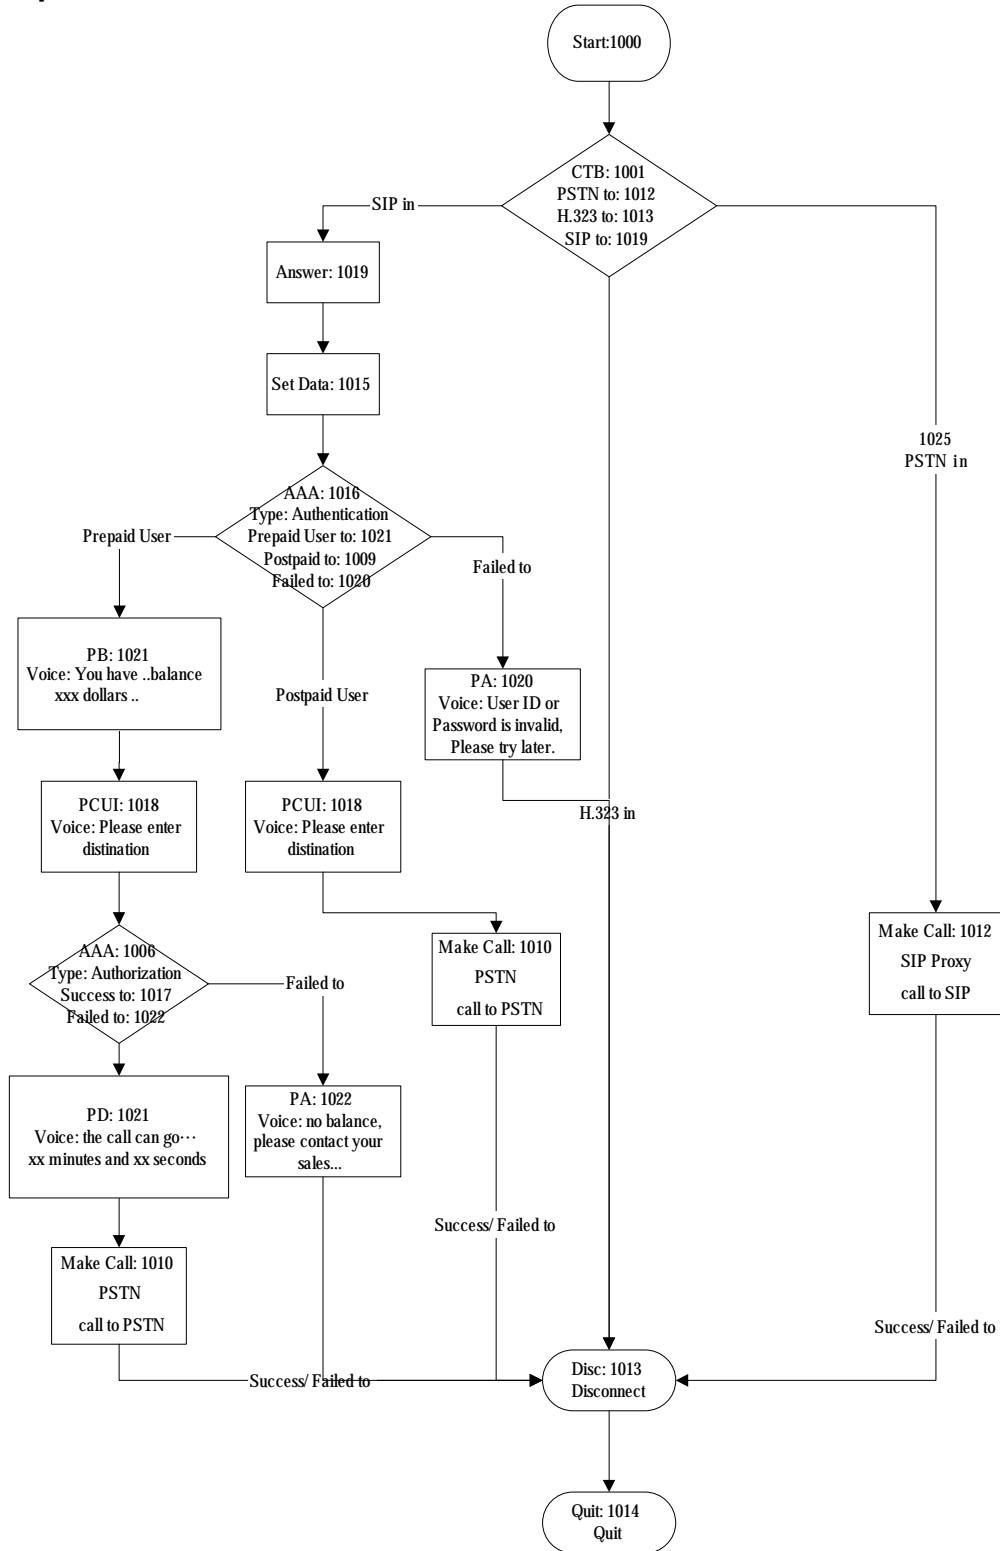 Start:1000
CTB: 1001
PSTN to: 1012
H.323 to: 1013
SIP to: 1019
SIP in
Answer: 1019
Set Data: 1015
1025
PSTN in
AAA: 1016
Type: Authentication
Prepaid User to: 1021
Postpaid to: 1009
Failed to: 1020
Prepaid User
Failed to
PB: 1021
Voice: You have ..balance
xxx dollars ..
Postpaid User
PA: 1020
Voice: User ID or
Password is invalid,
Please try later.
PCUI: 1018
Voice: Please enter
distination
PCUI: 1018
Voice: Please enter
distination
H.323 in
AAA: 1006
Type: Authorization
Success to: 1017
Failed to: 1022
Failed to
Make Call: 1010
PSTN
call to PSTN
Make Call: 1012
SIP Proxy
call to SIP
PD: 1021
Voice: the call can go···
xx minutes and xx seconds
PA: 1022
Voice: no balance,
please contact your
sales...
Success/ Failed to
Make Call: 1010
PSTN
call to PSTN
Success/ Failed to
Success/ Failed to
Disc: 1013
Disconnect
Quit: 1014
Quit